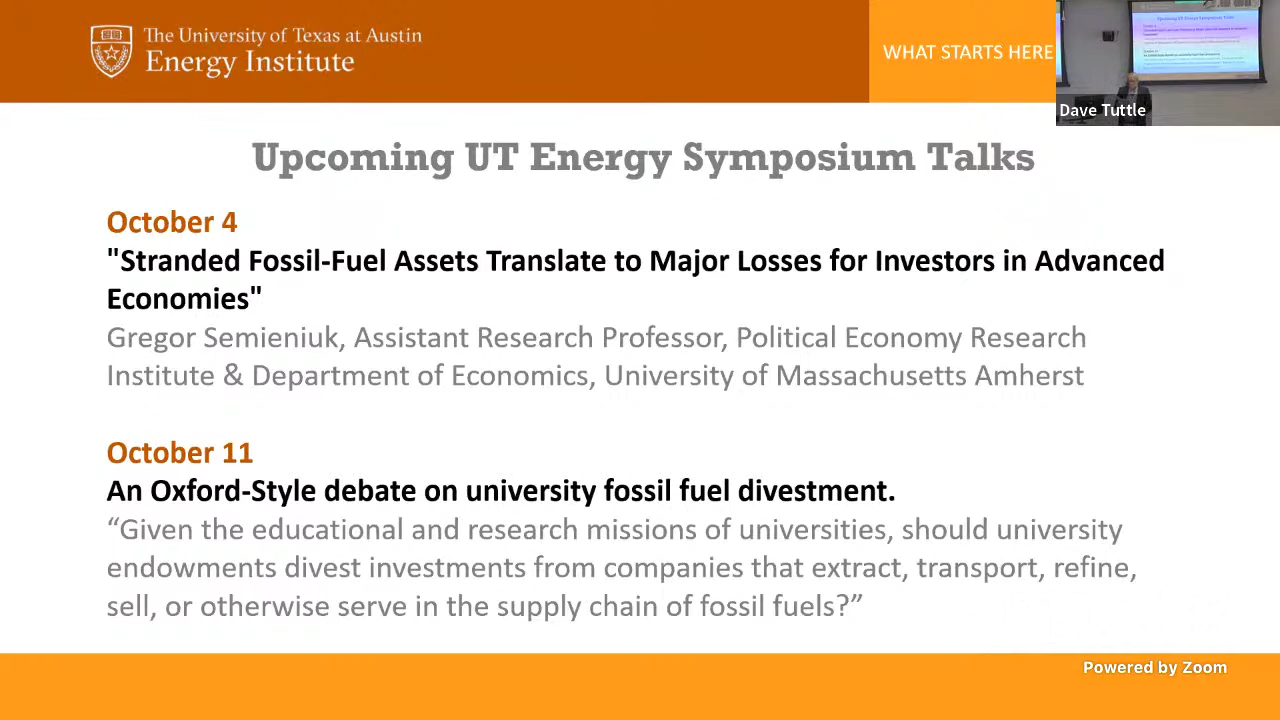 The University of Texas at Austin
Energy Institute
WHAT STARTS HERE
Dave Tuttle
Upcoming UT Energy Symposium Talks
October 4
"Stranded Fossil-Fuel Assets Translate to Major Losses for Investors in Advanced
Economies"
Gregor Semieniuk, Assistant Research Professor, Political Economy Research
Institute & Department of Economics, University of Massachusetts Amherst
October 11
An Oxford-Style debate on university fossil fuel divestment.
“Given the educational and research missions of universities, should university
endowments divest investments from companies that extract, transport, refine,
sell, or otherwise serve in the supply chain of fossil fuels?”
Powered by Zoom